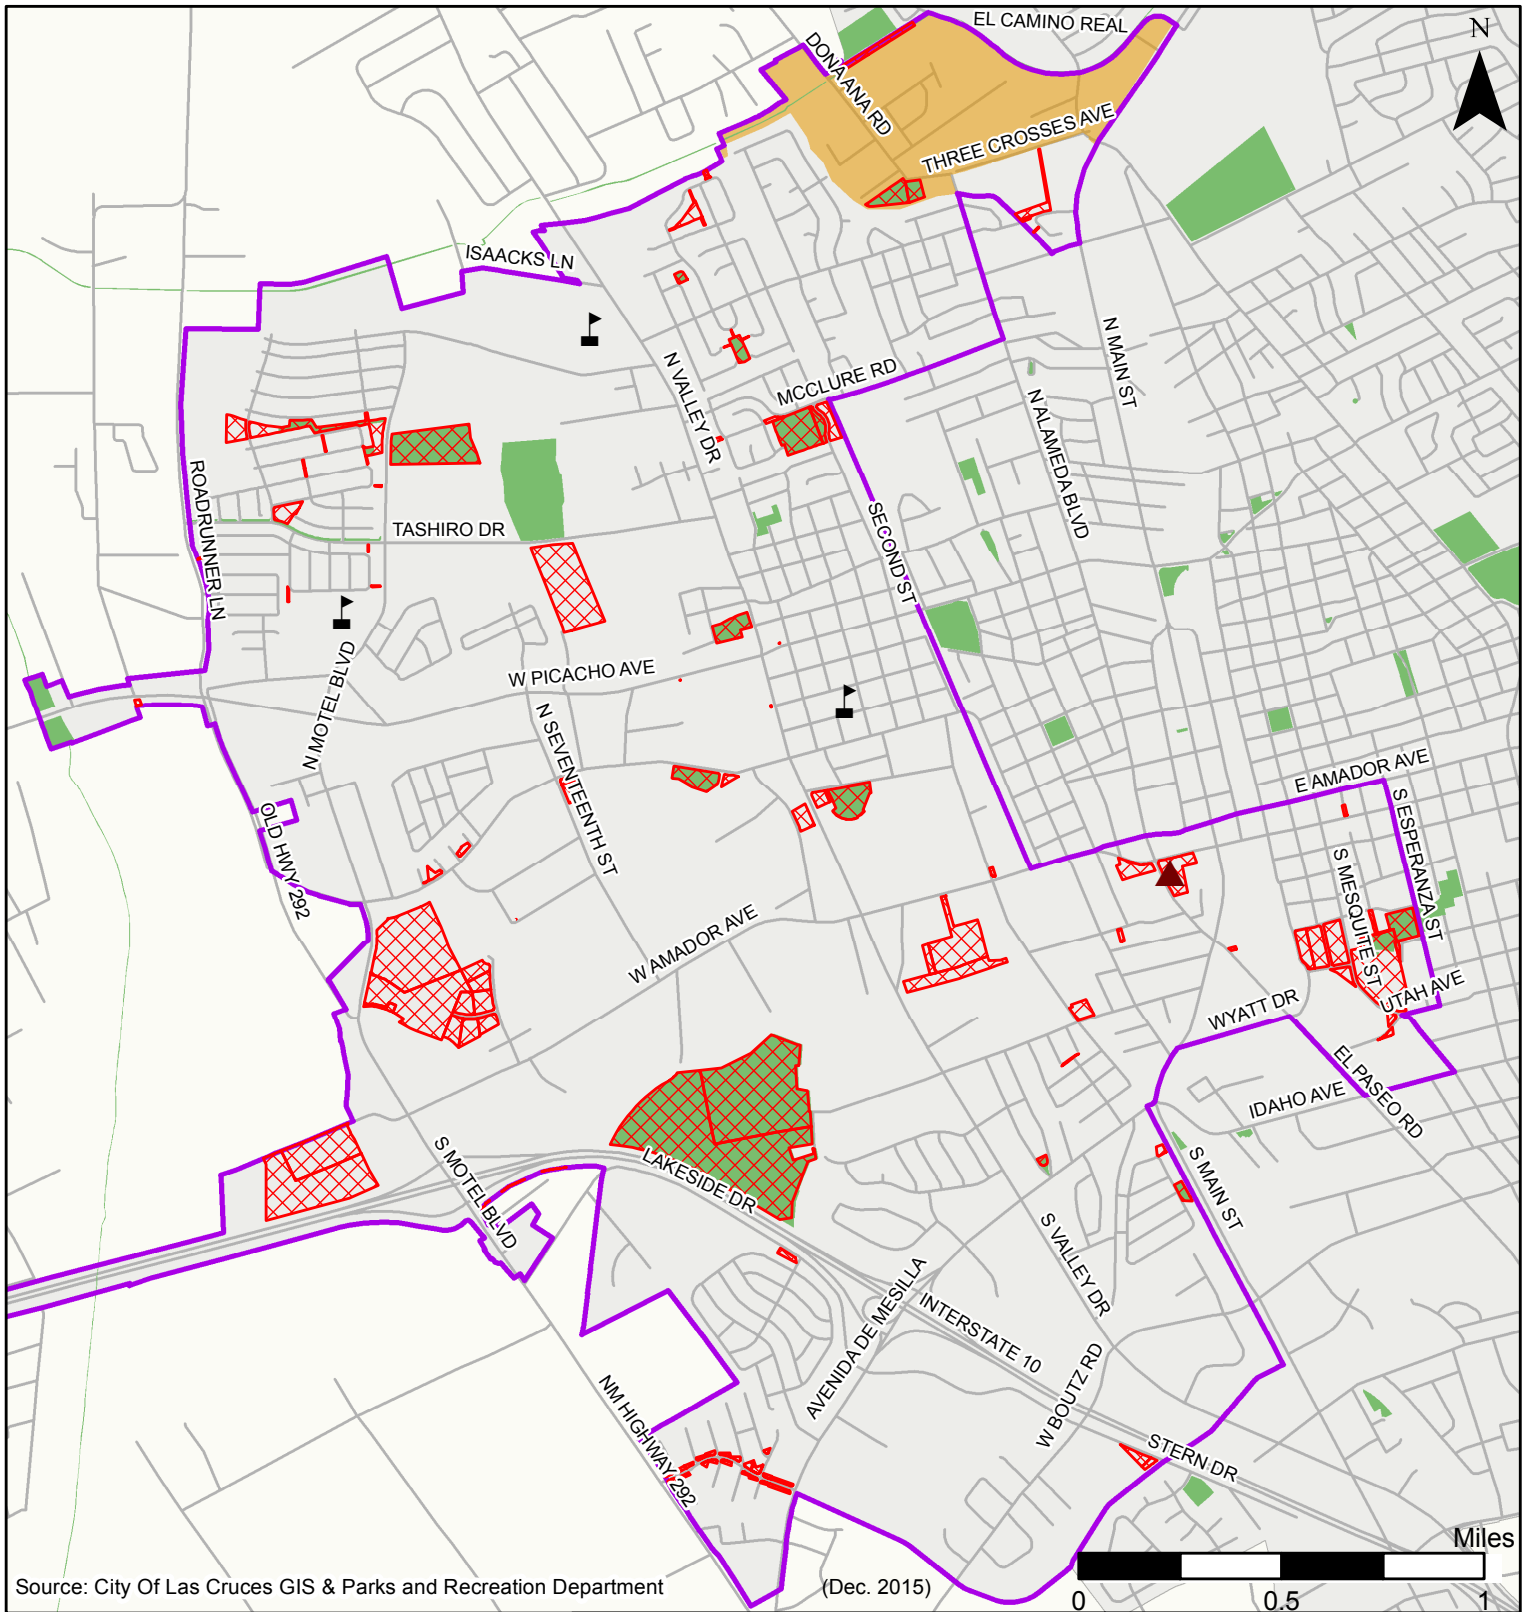 EL CAMINO REAL
N
DONA ANA RD
THREE CROSSES AVE
ISAACKS LN
N MAIN ST
MCCLURE RD
N VALLEY DR
N ALAMEDA BLVD
ROADRUNNER LN
SECOND ST
TASHIRO DR
N MOTEL BLVD
W PICACHO AVE
N SEVENTEENTH ST
E AMADOR AVE
S ESPERANZA ST
OLD HWY 292
S MESQUITE ST
W AMADOR AVE
UTAH AVE
WYATT DR
EL PASEO RD
IDAHO AVE
S MOTEL BLVD
LAKESIDE DR
S MAIN ST
S VALLEY DR
AVENIDA DE MESILLA
INTERSTATE 10
W BOUTZ RD
NM HIGHWAY 292
STERN DR
Miles
Source: City Of Las Cruces GIS & Parks and Recreation Department
(Dec. 2015)
0 0.5 1